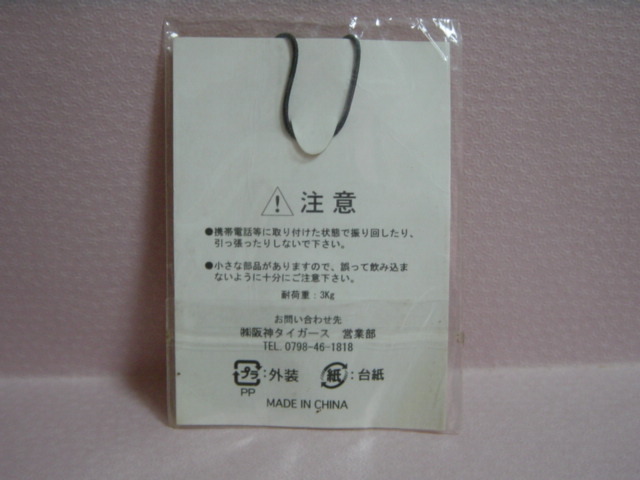 注意
●携帯電話等に取り付けた状態で振り回したり、
引っ張ったりしないで下さい。
●小さな部品がありますので、誤って飲み込ま
ないように十分にご注意下さい。
耐荷重:3Kg
お問い合わせ先
㈱阪神タイガース 営業部
TEL. 0798-46-1818
プラ:外装 紙:台紙
PP
MADE IN CHINA